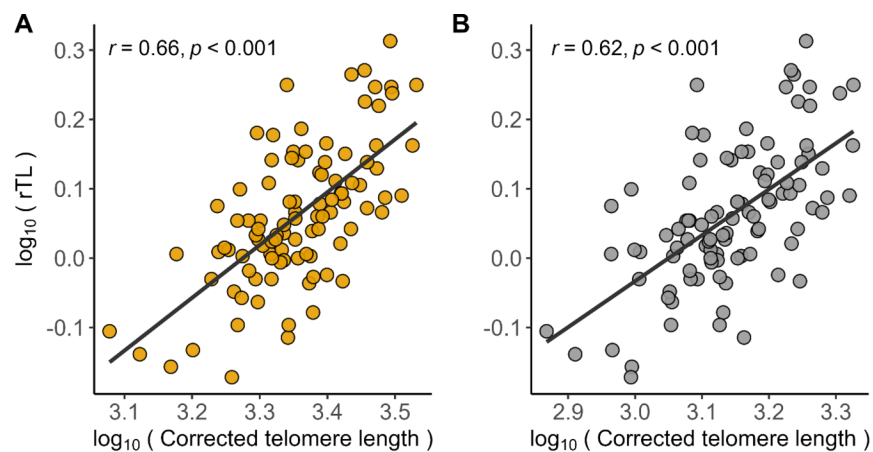 A
B
r = 0.66, p < 0.001
r = 0.62, p < 0.001
0.3
0.2
0.1
0.0
-0.1
log₁₀ ( rTL )
3.1 3.2 3.3 3.4 3.5
log₁₀ ( Corrected telomere length )
0.3
0.2
0.1
0.0
-0.1
2.9 3.0 3.1 3.2 3.3
log₁₀ ( Corrected telomere length )